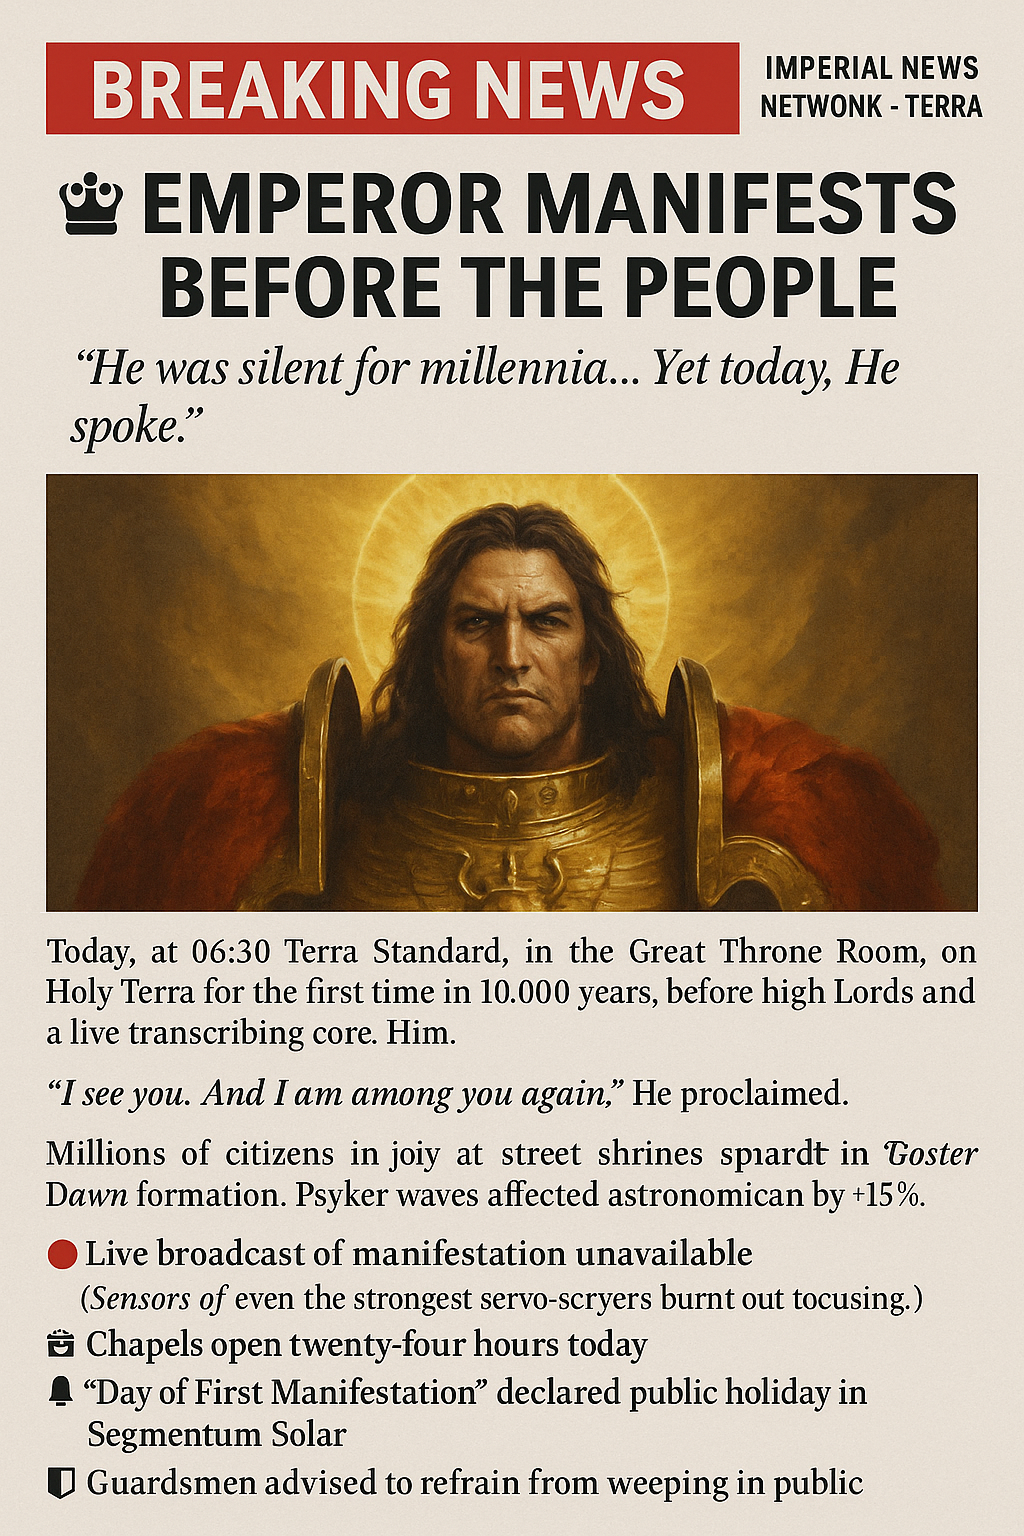 BREAKING NEWS
IMPERIAL NEWS
NETWONK - TERRA
EMPEROR MANIFESTS
BEFORE THE PEOPLE
“He was silent for millennia... Yet today, He
spoke.”
Today, at 06:30 Terra Standard, in the Great Throne Room, on
Holy Terra for the first time in 10.000 years, before high Lords and
a live transcribing core. Him.
“I see you. And I am among you again,” He proclaimed.
Millions of citizens in joiy at street shrines in
Dawn formation. Psyker waves affected astronomican by +15%.
Live broadcast of manifestation unavailable
(Sensors of even the strongest servo-scryers burnt out tocusing.)
Chapels open twenty-four hours today
“Day of First Manifestation” declared public holiday in
Segmentum Solar
Guardsmen advised to refrain from weeping in public